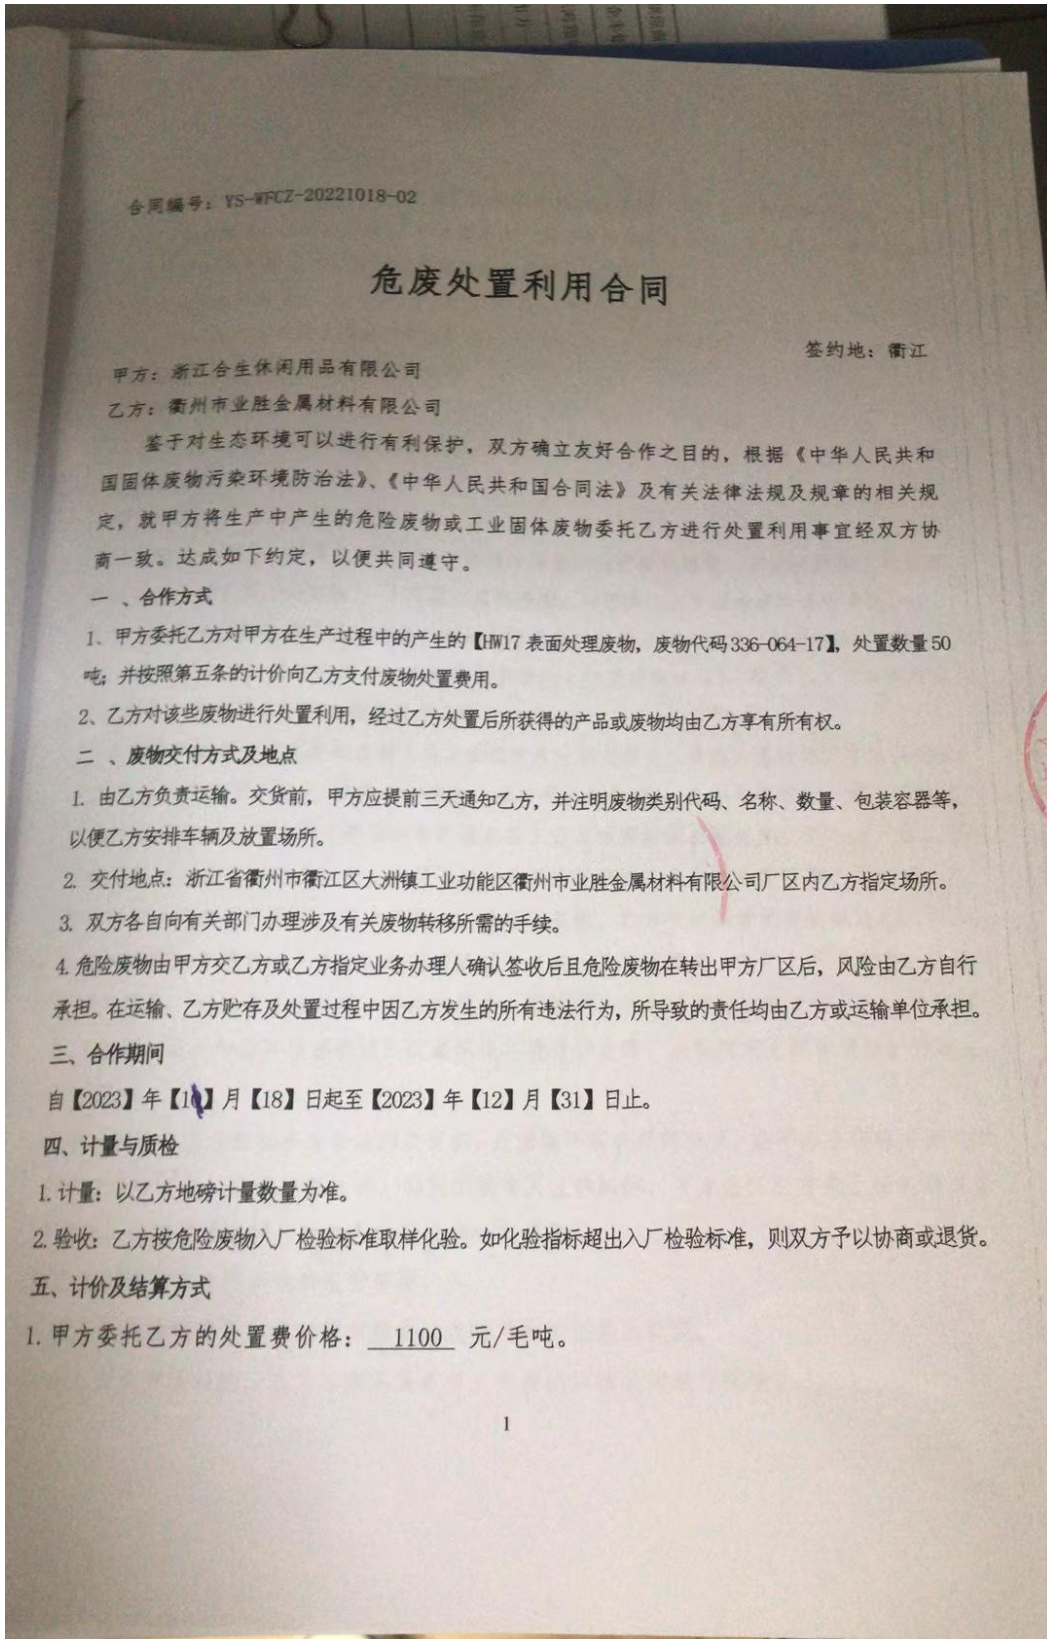 合同编号：YS-WFCZ-20221018-02
危废处置利用合同
签约地：衢江
甲方：浙江合生休闲用品有限公司
乙方：衢州市业胜金属材料有限公司
鉴于对生态环境可以进行有利保护，双方确立友好合作之目的，根据《中华人民共和
国固体废物污染环境防治法》、《中华人民共和国合同法》及有关法律法规及规章的相关规
定，就甲方将生产中产生的危险废物或工业固体废物委托乙方进行处置利用事宜经双方协
商一致。达成如下约定，以便共同遵守。
一 、合作方式
1、甲方委托乙方对甲方在生产过程中的产生的【HW17 表面处理废物，废物代码 336-064-17】，处置数量 50
吨；并按照第五条的计价向乙方支付废物处置费用。
2、乙方对该些废物进行处置利用，经过乙方处置后所获得的产品或废物均由乙方享有所有权。
二 、废物交付方式及地点
1. 由乙方负责运输。交货前，甲方应提前三天通知乙方，并注明废物类别代码、名称、数量、包装容器等，
以便乙方安排车辆及放置场所。
2. 交付地点：浙江省衢州市衢江区大洲镇工业功能区衢州市业胜金属材料有限公司厂区内乙方指定场所。
3. 双方各自向有关部门办理涉及有关废物转移所需的手续。
4. 危险废物由甲方交乙方或乙方指定业务办理人确认签收后且危险废物在转出甲方厂区后，风险由乙方自行
承担。在运输、乙方贮存及处置过程中因乙方发生的所有违法行为，所导致的责任均由乙方或运输单位承担。
三、合作期间
自【2023】年【1】月【18】日起至【2023】年【12】月【31】日止。
四、计量与质检
1. 计量：以乙方地磅计量数量为准。
2. 验收：乙方按危险废物入厂检验标准取样化验。如化验指标超出入厂检验标准，则双方予以协商或退货。
五、计价及结算方式
1. 甲方委托乙方的处置费价格： 1100 元/毛吨。
1